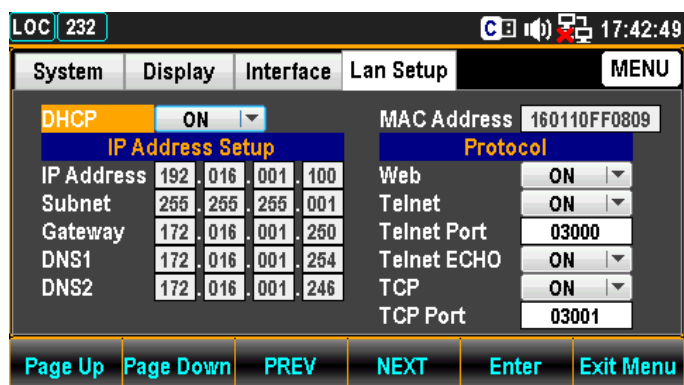 LOC 232 C 17:42:49
System Display Interface Lan Setup MENU
DHCP ON MAC Address 160110FF0809
IP Address Setup Protocol
IP Address 192 . 016 . 001 . 100 Web ON
Subnet 255 . 255 . 255 . 001 Telnet ON
Gateway 172 . 016 . 001 . 250 Telnet Port 03000
DNS1 172 . 016 . 001 . 254 Telnet ECHO ON
DNS2 172 . 016 . 001 . 246 TCP ON
TCP Port 03001
Page Up Page Down PREV NEXT Enter Exit Menu